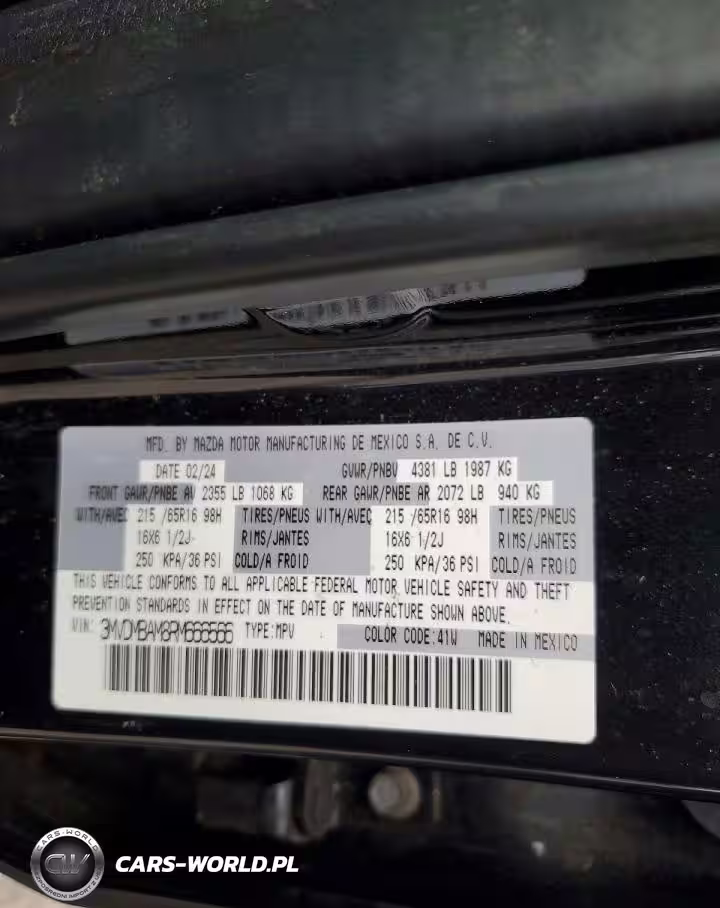 MFD. BY MAZDA MOTOR MANUFACTURING DE MEXICO S.A. DE C.V.
DATE 02/24 GVWR/PNBV 4381 LB 1987 KG
FRONT GAWR/PNBE AV 2355 LB 1068 KG REAR GAWR/PNBE AR 2072 LB 940 KG
WITH/AVEC 215 /65R16 98H TIRES/PNEUS WITH/AVEC 215 /65R16 98H TIRES/PNEUS
16X6 1/2J RIMS/JANTES 16X6 1/2J RIMS/JANTES
250 KPA/36 PSI COLD/A FROID 250 KPA/36 PSI COLD/A FROID
THIS VEHICLE CONFORMS TO ALL APPLICABLE FEDERAL MOTOR VEHICLE SAFETY AND THEFT
PREVENTION STANDARDS IN EFFECT ON THE DATE OF MANUFACTURE SHOWN ABOVE.
VIN: 3MVDMBAM8RM666566 TYPE:MPV COLOR CODE:41W MADE IN MEXICO
CARS-WORLD
CW
CARS-WORLD.PL